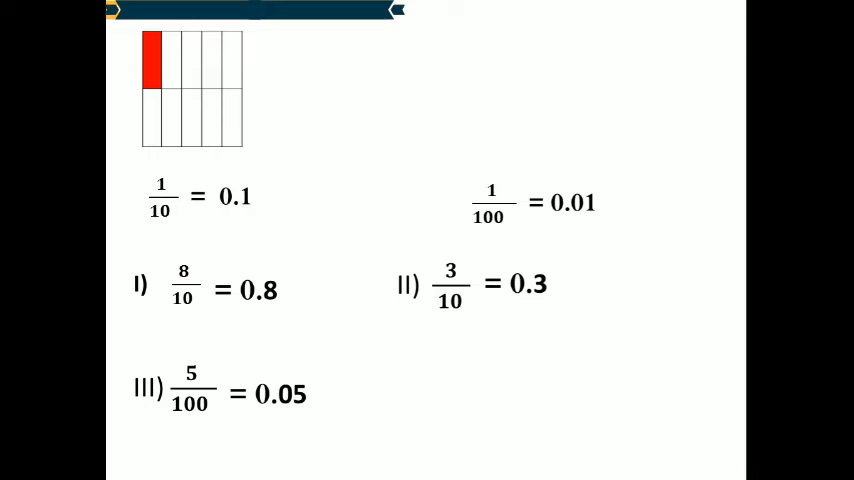 1/10 = 0.1
1/100 = 0.01
I) 8/10 = 0.8
II) 3/10 = 0.3
III) 5/100 = 0.05